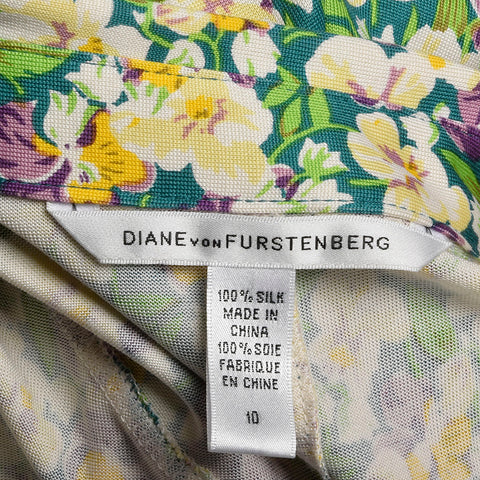 DIANE VON FURSTENBERG
100% SILK
MADE IN
CHINA
100% SOIE
FABRIQUE
EN CHINE
10